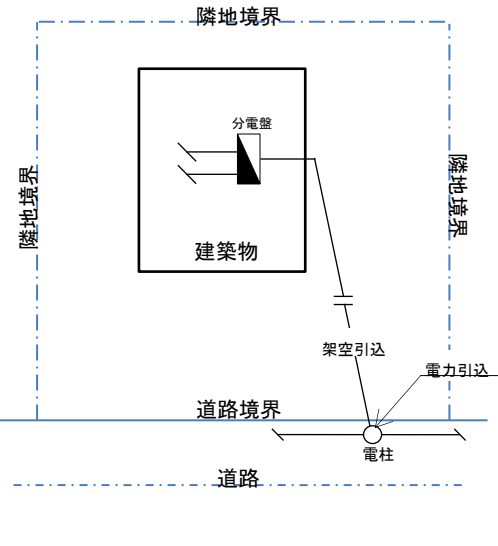 隣地境界
分電盤
隣地境界
隣地境界
建築物
架空引込
電力引込
道路境界
電柱
道路